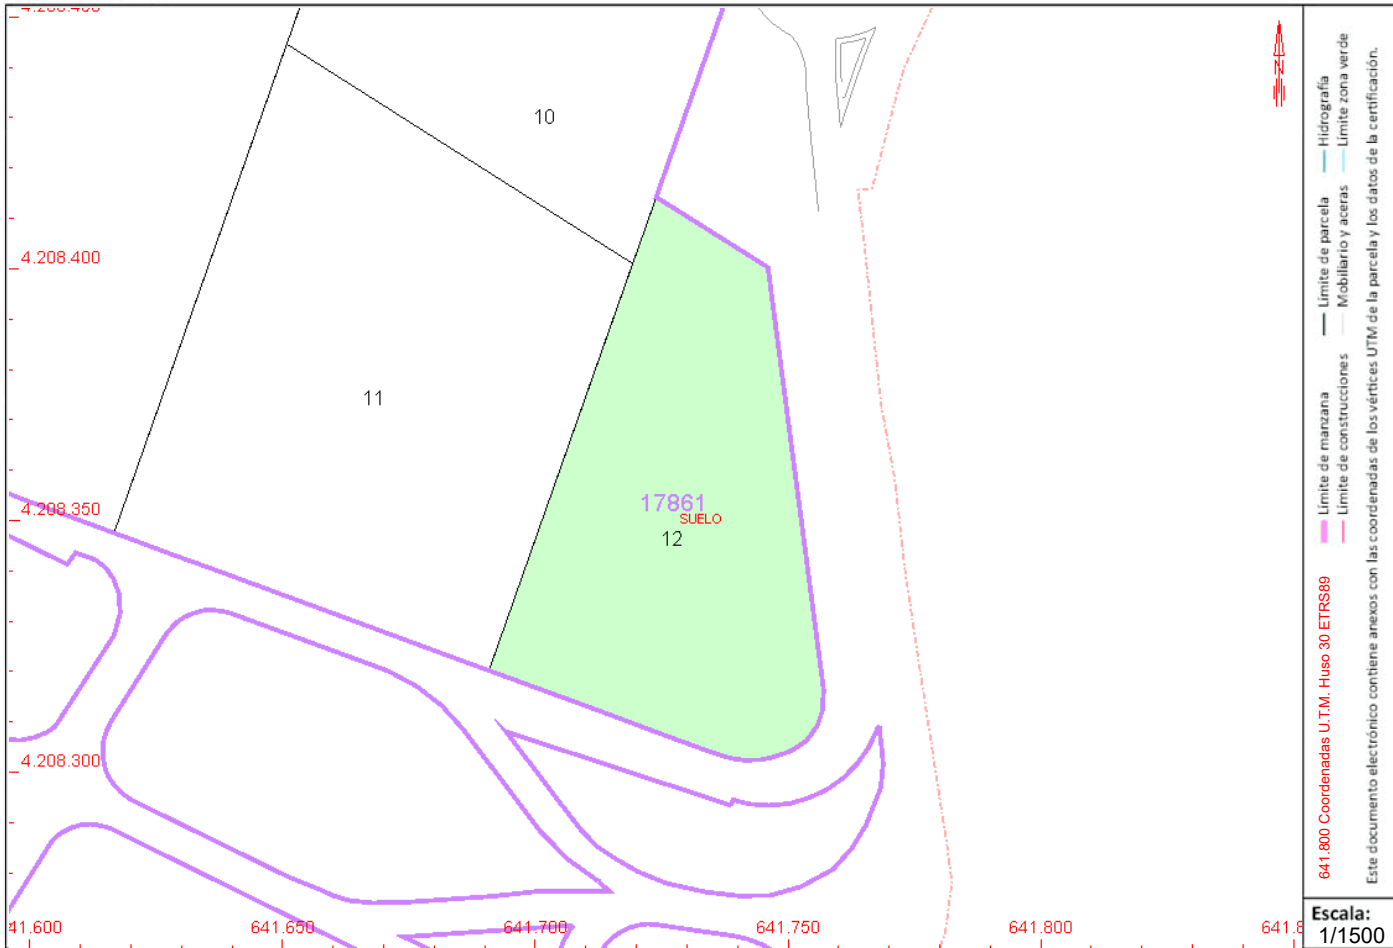 10
4.208.400
11
4.208.350
17861
SUELO
12
4.208.300
41.600
641.650
641.700
641.750
641.800
N
Límite de manzana
Límite de parcela
Hidrografía
Límite de construcciones
Mobiliario y aceras
Límite zona verde
641.800 Coordenadas U.T.M. Huso 30 ETRS89
Este documento electrónico contiene anexos con las coordenadas de los vértices UTM de la parcela y los datos de la certificación.
Escala:
1/1500